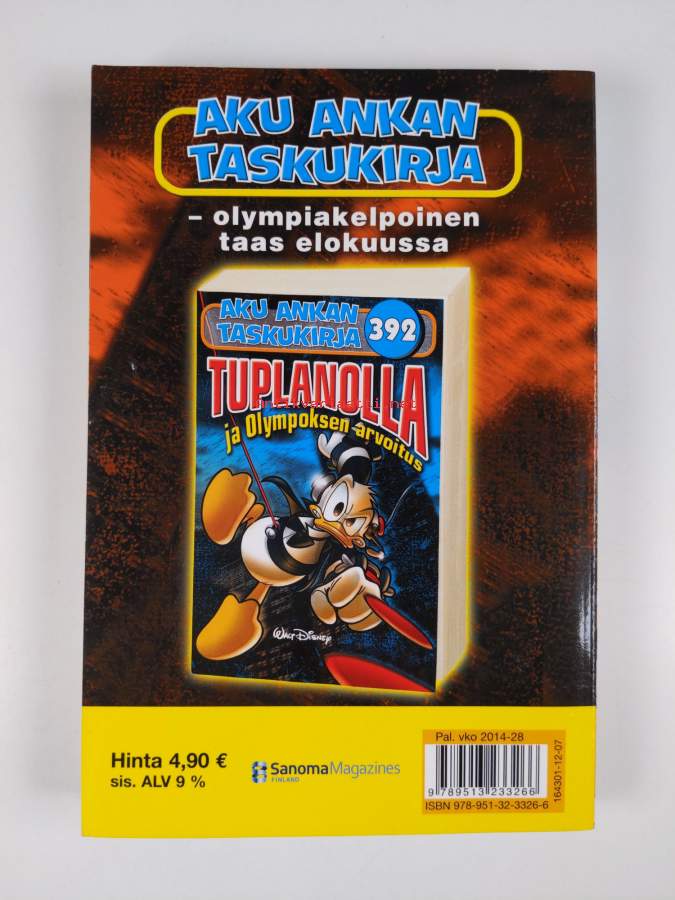 AKU ANKAN
TASKUKIRJA
– olympiakelpoinen
taas elokuussa
AKU ANKAN
TASKUKIRJA 392
TUPLANOLLA
antikvariaatti.net
ja Olympoksen arvoitus
WALT DISNEY
Hinta 4,90 €
sis. ALV 9 %
SanomaMagazines
FINLAND
Pal. vko 2014-28
9 789513 233266
ISBN 978-951-32-3326-6
164301-12-07